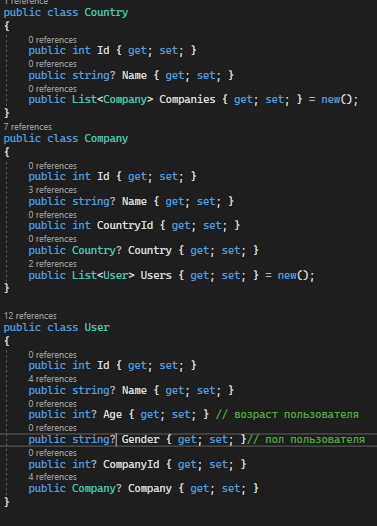 1 reference
public class Country
{
0 references
public int Id { get; set; }
0 references
public string? Name { get; set; }
0 references
public List<Company> Companies { get; set; } = new();
}
7 references
public class Company
{
0 references
public int Id { get; set; }
3 references
public string? Name { get; set; }
0 references
public int CountryId { get; set; }
0 references
public Country? Country { get; set; }
2 references
public List<User> Users { get; set; } = new();
}
12 references
public class User
{
0 references
public int Id { get; set; }
4 references
public string? Name { get; set; }
0 references
public int? Age { get; set; } // возраст пользователя
0 references
public string? Gender { get; set; }// пол пользователя
0 references
public int? CompanyId { get; set; }
4 references
public Company? Company { get; set; }
}